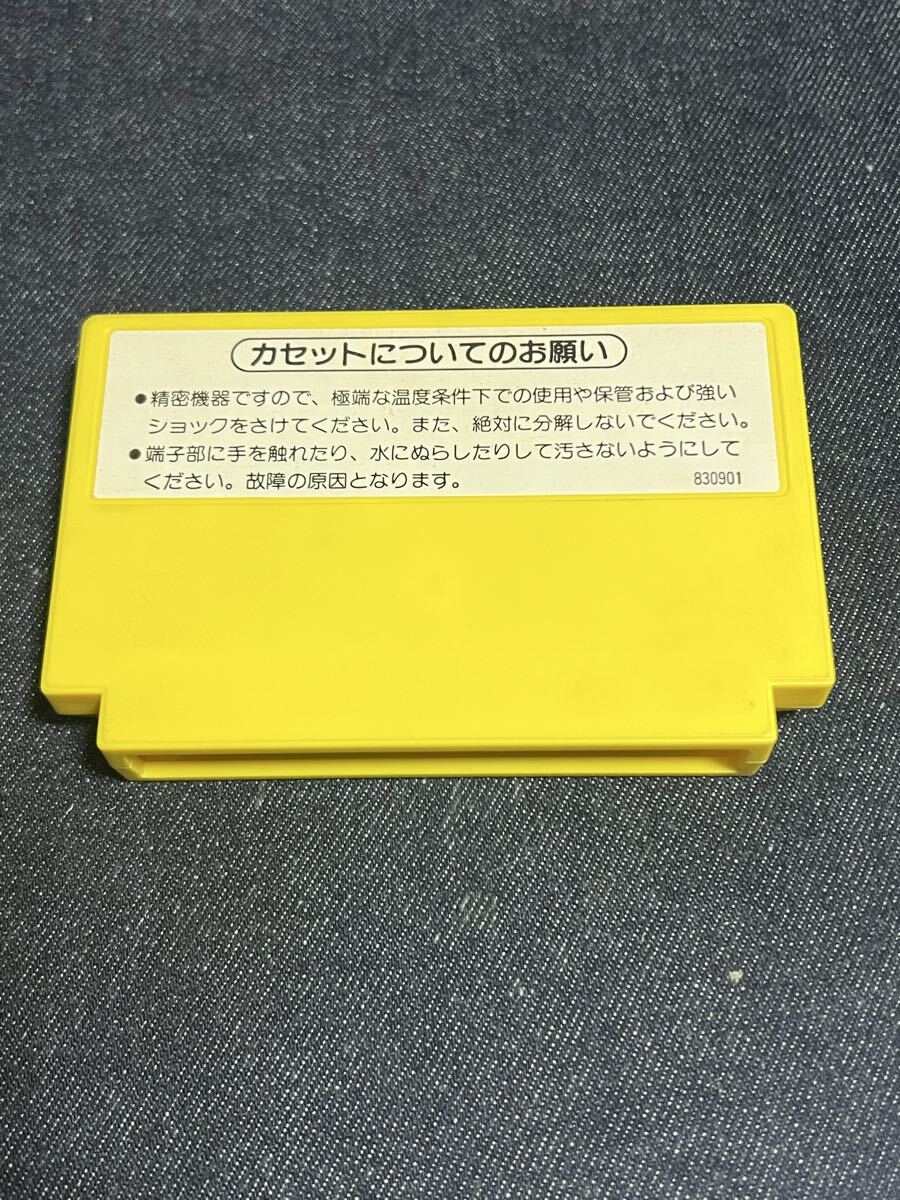 カセットについてのお願い
●精密機器ですので、極端な温度条件下での使用や保管および強い
ショックをさけてください。また、絶対に分解しないでください。
●端子部に手を触れたり、水にぬらしたりして汚さないようにして
ください。故障の原因となります。 830901